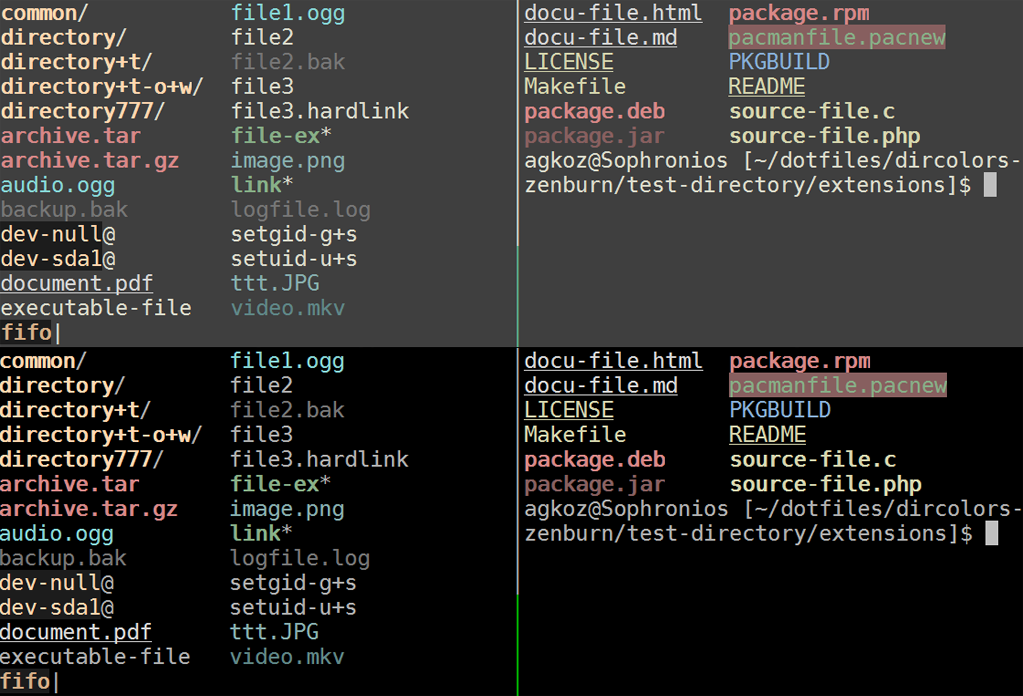 common/ file1.ogg
directory/ file2
directory+t/ file2.bak
directory+t-o+w/ file3
directory777/ file3.hardlink
archive.tar file-ex*
archive.tar.gz image.png
audio.ogg link*
backup.bak logfile.log
dev-null@ setgid-g+s
dev-sda1@ setuid-u+s
document.pdf ttt.JPG
executable-file video.mkv
fifo|
docu-file.html package.rpm
docu-file.md pacmanfile.pacnew
LICENSE PKGBUILD
Makefile README
package.deb source-file.c
package.jar source-file.php
agkoz@Sophronios [~/dotfiles/dircolors-
zenburn/test-directory/extensions]$
common/ file1.ogg
directory/ file2
directory+t/ file2.bak
directory+t-o+w/ file3
directory777/ file3.hardlink
archive.tar file-ex*
archive.tar.gz image.png
audio.ogg link*
backup.bak logfile.log
dev-null@ setgid-g+s
dev-sda1@ setuid-u+s
document.pdf ttt.JPG
executable-file video.mkv
fifo|
docu-file.html package.rpm
docu-file.md pacmanfile.pacnew
LICENSE PKGBUILD
Makefile README
package.deb source-file.c
package.jar source-file.php
agkoz@Sophronios [~/dotfiles/dircolors-
zenburn/test-directory/extensions]$